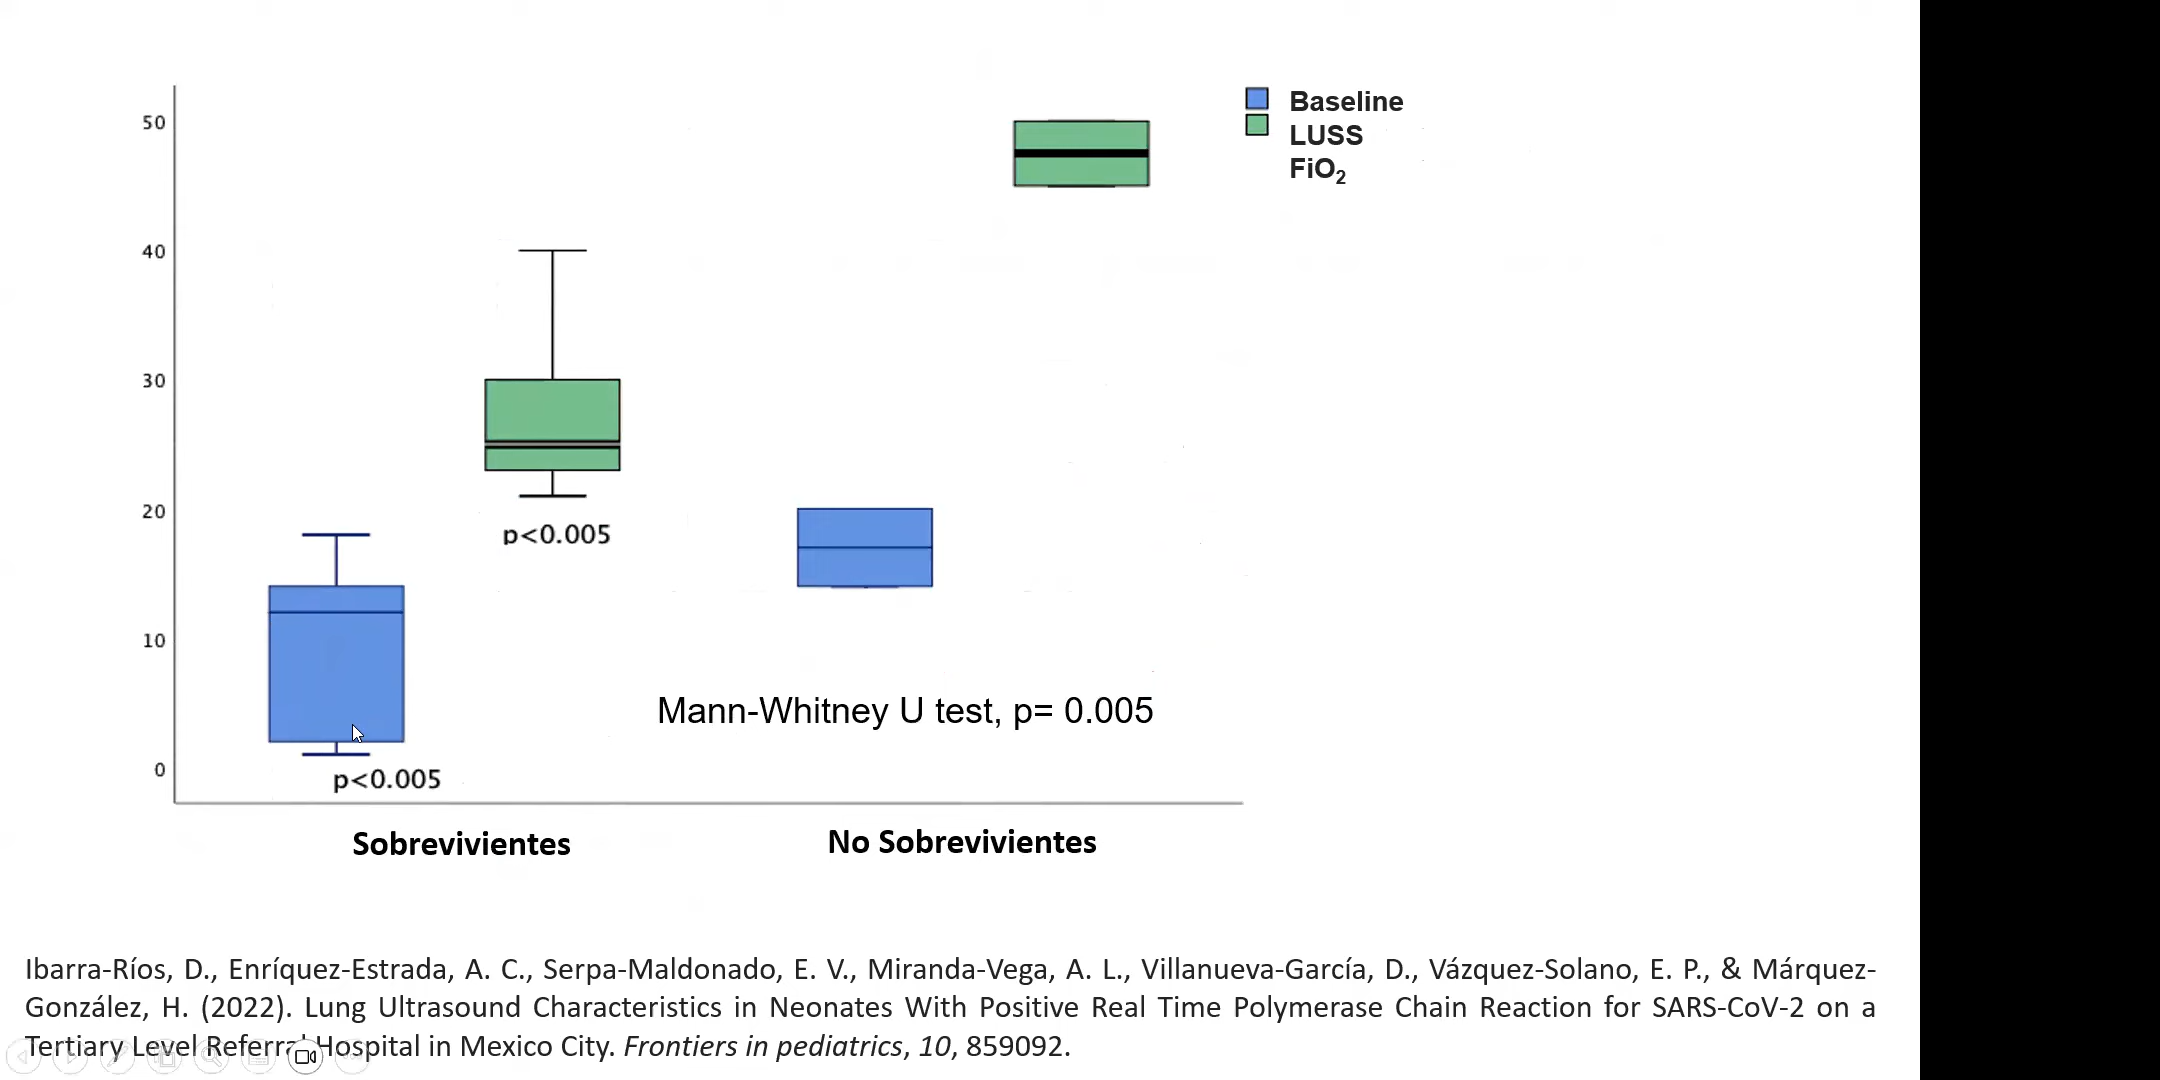 50
40
30
20
10
0
Baseline
LUSS
FiO₂
p<0.005
p<0.005
Mann-Whitney U test, p= 0.005
Sobrevivientes
No Sobrevivientes
Ibarra-Ríos, D., Enríquez-Estrada, A. C., Serpa-Maldonado, E. V., Miranda-Vega, A. L., Villanueva-García, D., Vázquez-Solano, E. P., & Márquez-
González, H. (2022). Lung Ultrasound Characteristics in Neonates With Positive Real Time Polymerase Chain Reaction for SARS-CoV-2 on a
Tertiary Level Referral Hospital in Mexico City. Frontiers in pediatrics, 10, 859092.